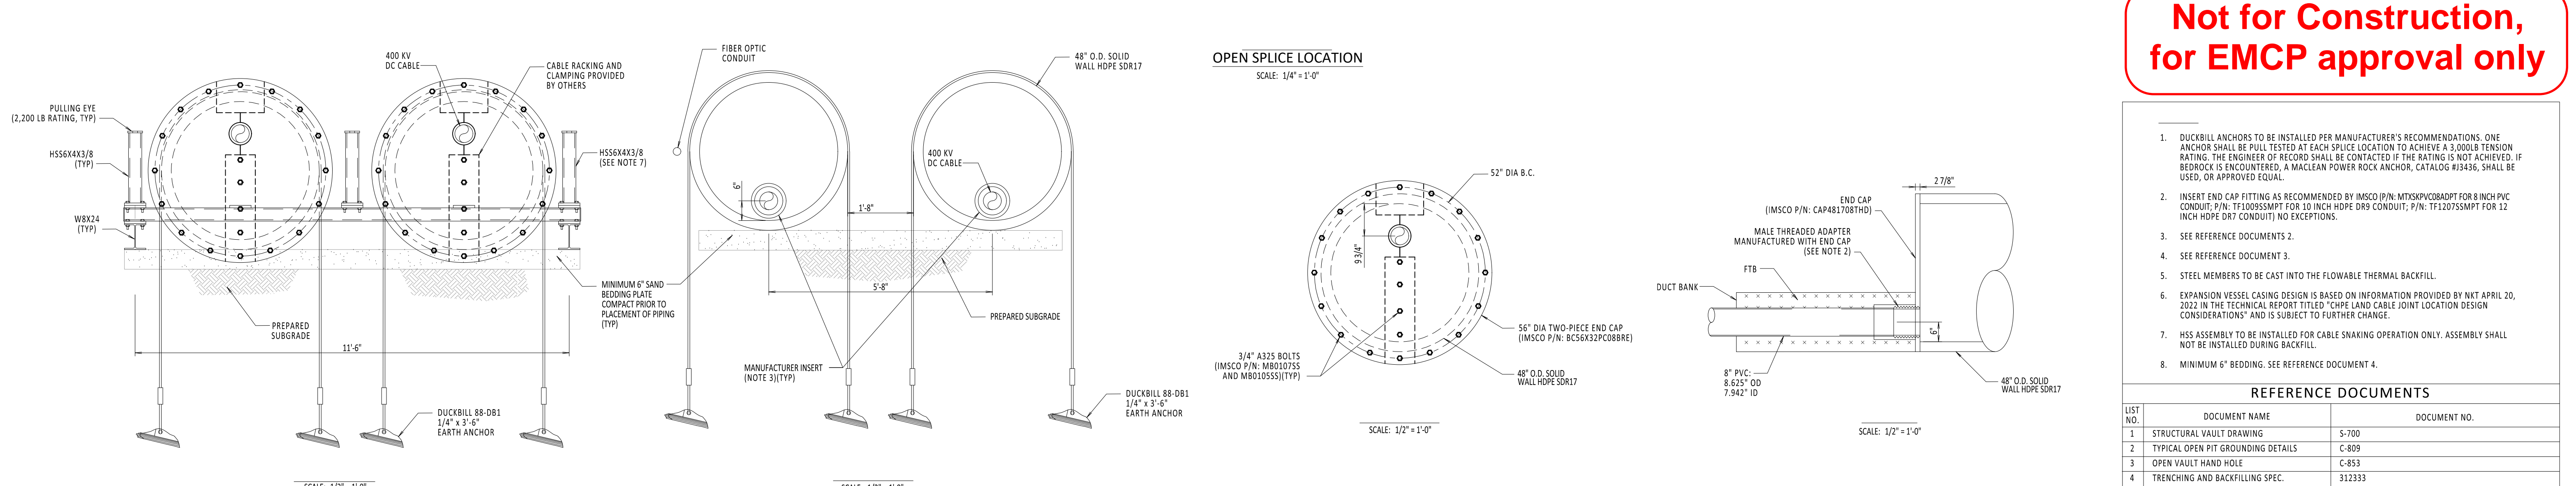 400 KV
DC CABLE
CABLE RACKING AND
CLAMPING PROVIDED
BY OTHERS
PULLING EYE
(2,200 LB RATING, TYP)
HSS6X4X3/8
(TYP)
HSS6X4X3/8
(SEE NOTE 7)
W8X24
(TYP)
MINIMUM 6" SAND
BEDDING PLATE
COMPACT PRIOR TO
PLACEMENT OF PIPING
(TYP)
PREPARED
SUBGRADE
11'-6"
DUCKBILL 88-DB1
1/4" x 3'-6"
EARTH ANCHOR
FIBER OPTIC
CONDUIT
48" O.D. SOLID
WALL HDPE SDR17
400 KV
DC CABLE
6"
1'-8"
5'-8"
PREPARED SUBGRADE
MANUFACTURER INSERT
(NOTE 3)(TYP)
DUCKBILL 88-DB1
1/4" x 3'-6"
EARTH ANCHOR
OPEN SPLICE LOCATION
SCALE: 1/4" = 1'-0"
52" DIA B.C.
9 3/4"
56" DIA TWO-PIECE END CAP
(IMSCO P/N: BC56X32PC08BRE)
3/4" A325 BOLTS
(IMSCO P/N: MB0107SS
AND MB0105SS)(TYP)
48" O.D. SOLID
WALL HDPE SDR17
SCALE: 1/2" = 1'-0"
2 7/8"
END CAP
(IMSCO P/N: CAP481708THD)
MALE THREADED ADAPTER
MANUFACTURED WITH END CAP
(SEE NOTE 2)
FTB
DUCT BANK
6"
8" PVC:
8.625" OD
7.942" ID
48" O.D. SOLID
WALL HDPE SDR17
SCALE: 1/2" = 1'-0"
Not for Construction,
for EMCP approval only
1. DUCKBILL ANCHORS TO BE INSTALLED PER MANUFACTURER'S RECOMMENDATIONS. ONE
ANCHOR SHALL BE PULL TESTED AT EACH SPLICE LOCATION TO ACHIEVE A 3,000LB TENSION
RATING. THE ENGINEER OF RECORD SHALL BE CONTACTED IF THE RATING IS NOT ACHIEVED. IF
BEDROCK IS ENCOUNTERED, A MACLEAN POWER ROCK ANCHOR, CATALOG #J3436, SHALL BE
USED, OR APPROVED EQUAL.
2. INSERT END CAP FITTING AS RECOMMENDED BY IMSCO (P/N: MTXSKPVC08ADPT FOR 8 INCH PVC
CONDUIT; P/N: TF1009SSMPT FOR 10 INCH HDPE DR9 CONDUIT; P/N: TF1207SSMPT FOR 12
INCH HDPE DR7 CONDUIT) NO EXCEPTIONS.
3. SEE REFERENCE DOCUMENTS 2.
4. SEE REFERENCE DOCUMENT 3.
5. STEEL MEMBERS TO BE CAST INTO THE FLOWABLE THERMAL BACKFILL.
6. EXPANSION VESSEL CASING DESIGN IS BASED ON INFORMATION PROVIDED BY NKT APRIL 20,
2022 IN THE TECHNICAL REPORT TITLED "CHPE LAND CABLE JOINT LOCATION DESIGN
CONSIDERATIONS" AND IS SUBJECT TO FURTHER CHANGE.
7. HSS ASSEMBLY TO BE INSTALLED FOR CABLE SNAKING OPERATION ONLY. ASSEMBLY SHALL
NOT BE INSTALLED DURING BACKFILL.
8. MINIMUM 6" BEDDING. SEE REFERENCE DOCUMENT 4.
REFERENCE DOCUMENTS
LIST
NO. DOCUMENT NAME DOCUMENT NO.
1 STRUCTURAL VAULT DRAWING S-700
2 TYPICAL OPEN PIT GROUNDING DETAILS C-809
3 OPEN VAULT HAND HOLE C-853
4 TRENCHING AND BACKFILLING SPEC. 312333